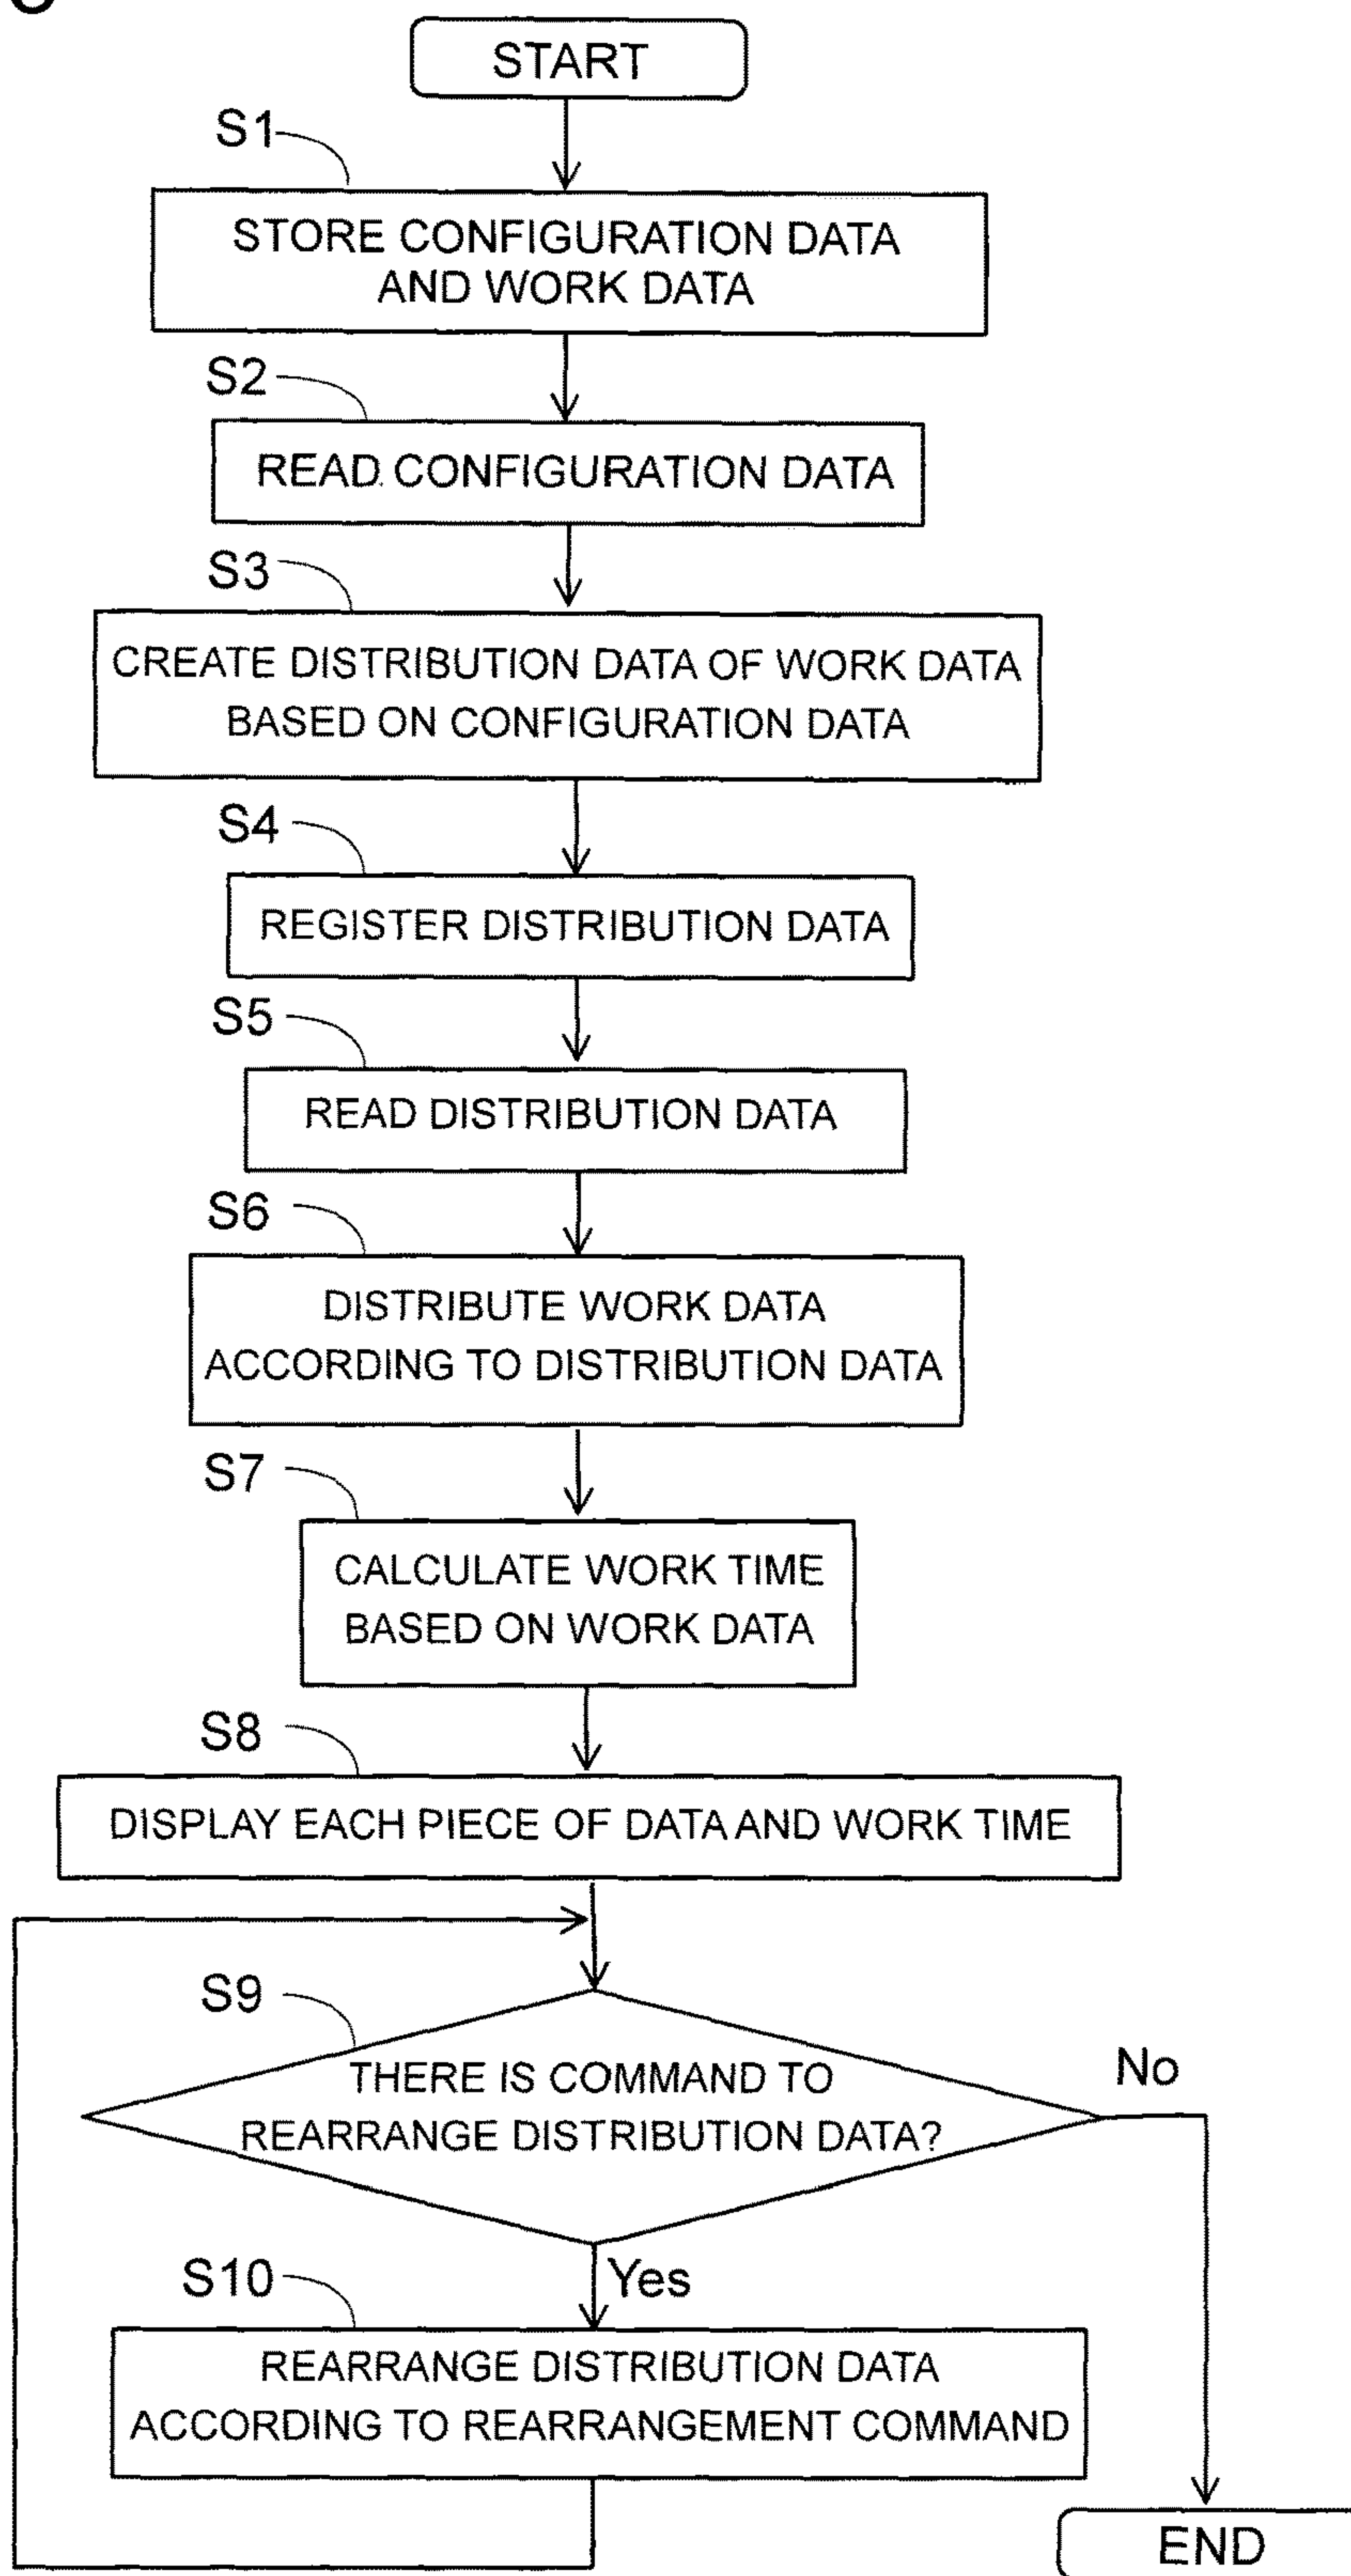 START
S1
STORE CONFIGURATION DATA
AND WORK DATA
S2
READ CONFIGURATION DATA
S3
CREATE DISTRIBUTION DATA OF WORK DATA
BASED ON CONFIGURATION DATA
S4
REGISTER DISTRIBUTION DATA
S5
READ DISTRIBUTION DATA
S6
DISTRIBUTE WORK DATA
ACCORDING TO DISTRIBUTION DATA
S7
CALCULATE WORK TIME
BASED ON WORK DATA
S8
DISPLAY EACH PIECE OF DATA AND WORK TIME
S9
THERE IS COMMAND TO
REARRANGE DISTRIBUTION DATA?
No
Yes
S10
REARRANGE DISTRIBUTION DATA
ACCORDING TO REARRANGEMENT COMMAND
END